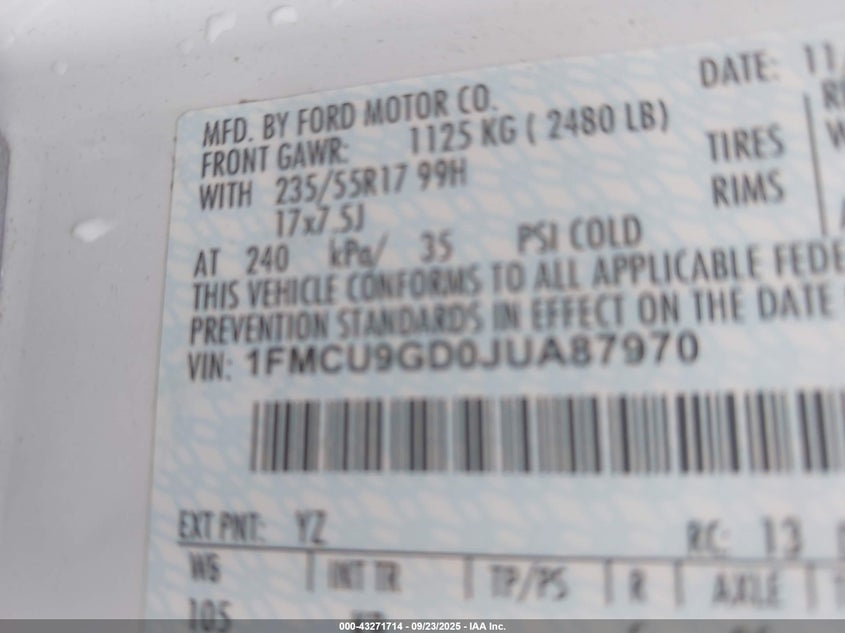 DATE: 11
MFD. BY FORD MOTOR CO.
FRONT GAWR: 1125 KG ( 2480 LB)
WITH 235/55R17 99H TIRES
17x7.5J RIMS
AT 240 kPa/ 35 PSI COLD
THIS VEHICLE CONFORMS TO ALL APPLICABLE FEDE
PREVENTION STANDARDS IN EFFECT ON THE DATE
VIN: 1FMCU9GD0JUA87970
EXT PNT: YZ RC: 13
WB INT TR TP/PS R AXLE
105
000-43271714 - 09/23/2025 - IAA Inc.